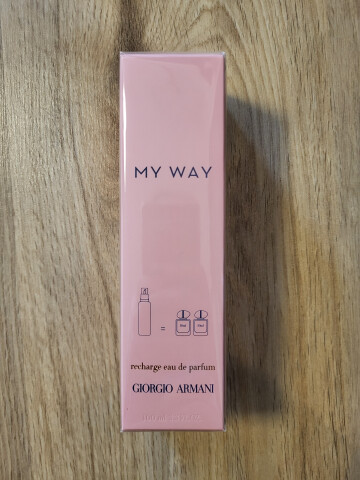 MY WAY
=
recharge eau de parfum
GIORGIO ARMANI